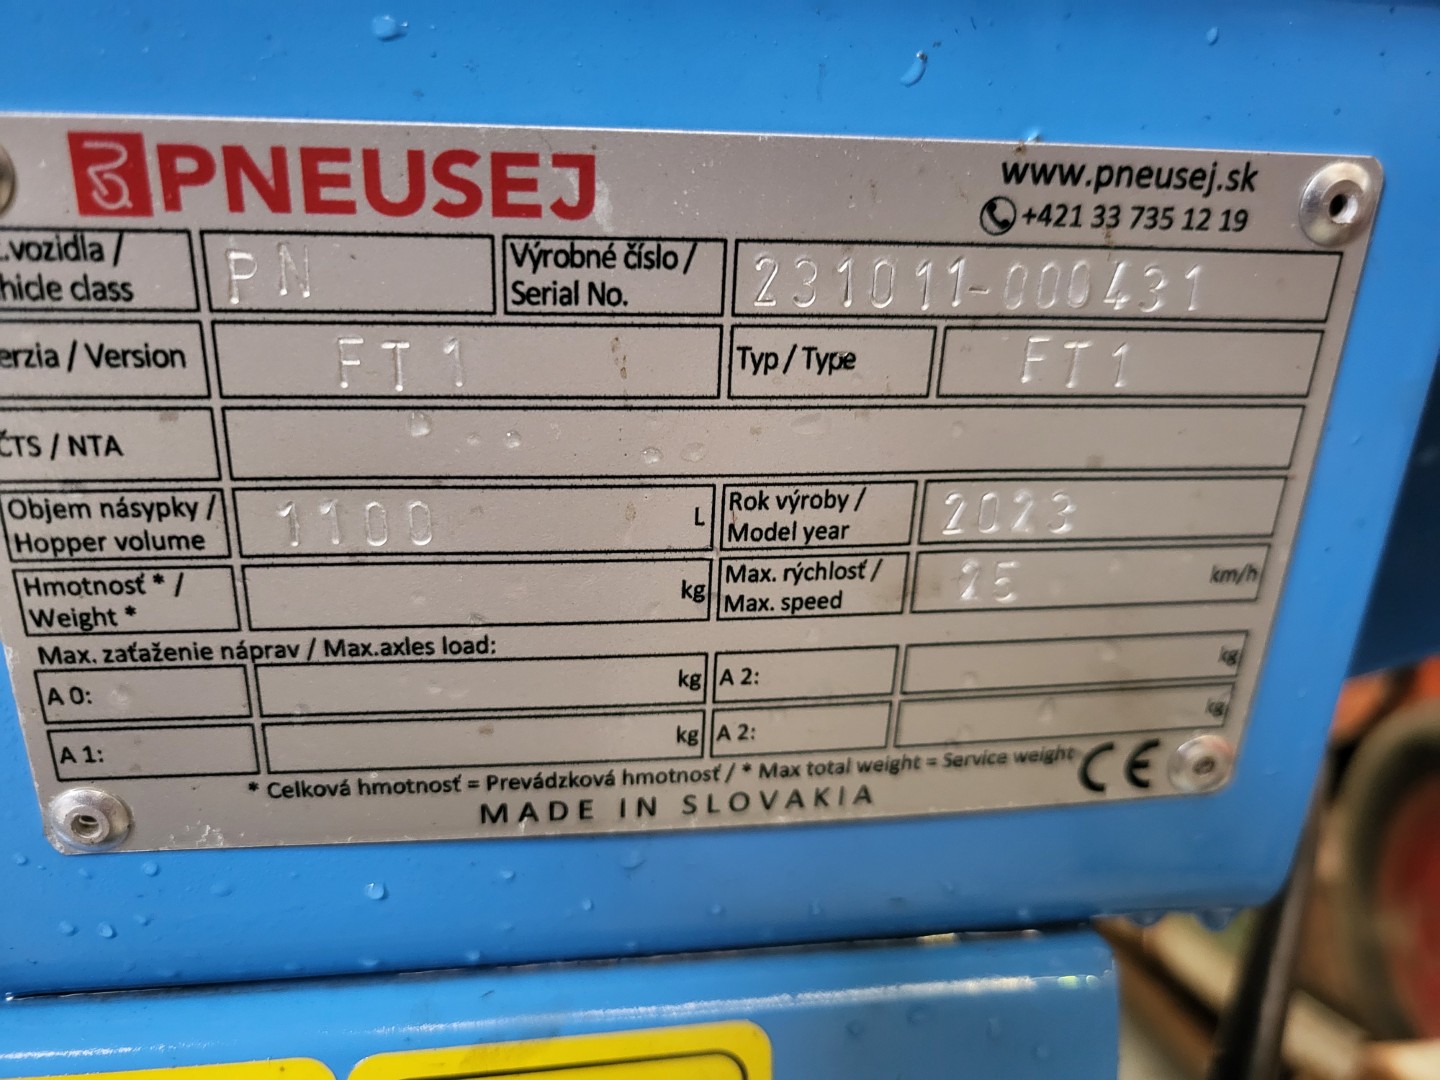 PNEUSEJ
www.pneusej.sk
+421 33 735 12 19
.vozidla /
hicle class
PN
Výrobné číslo /
Serial No.
231011-000431
erzia / Version
FT1
Typ / Type
FT1
ČTS / NTA
Objem násypky /
Hopper volume
1100 L
Rok výroby /
Model year
2023
Hmotnosť * /
Weight *
kg
Max. rýchlosť /
Max. speed
25 km/h
Max. zaťaženie náprav / Max.axles load:
A 0:
kg
A 2:
kg
A 1:
kg
A 2:
kg
* Celková hmotnosť = Prevádzková hmotnosť / * Max total weight = Service weight
CE
MADE IN SLOVAKIA